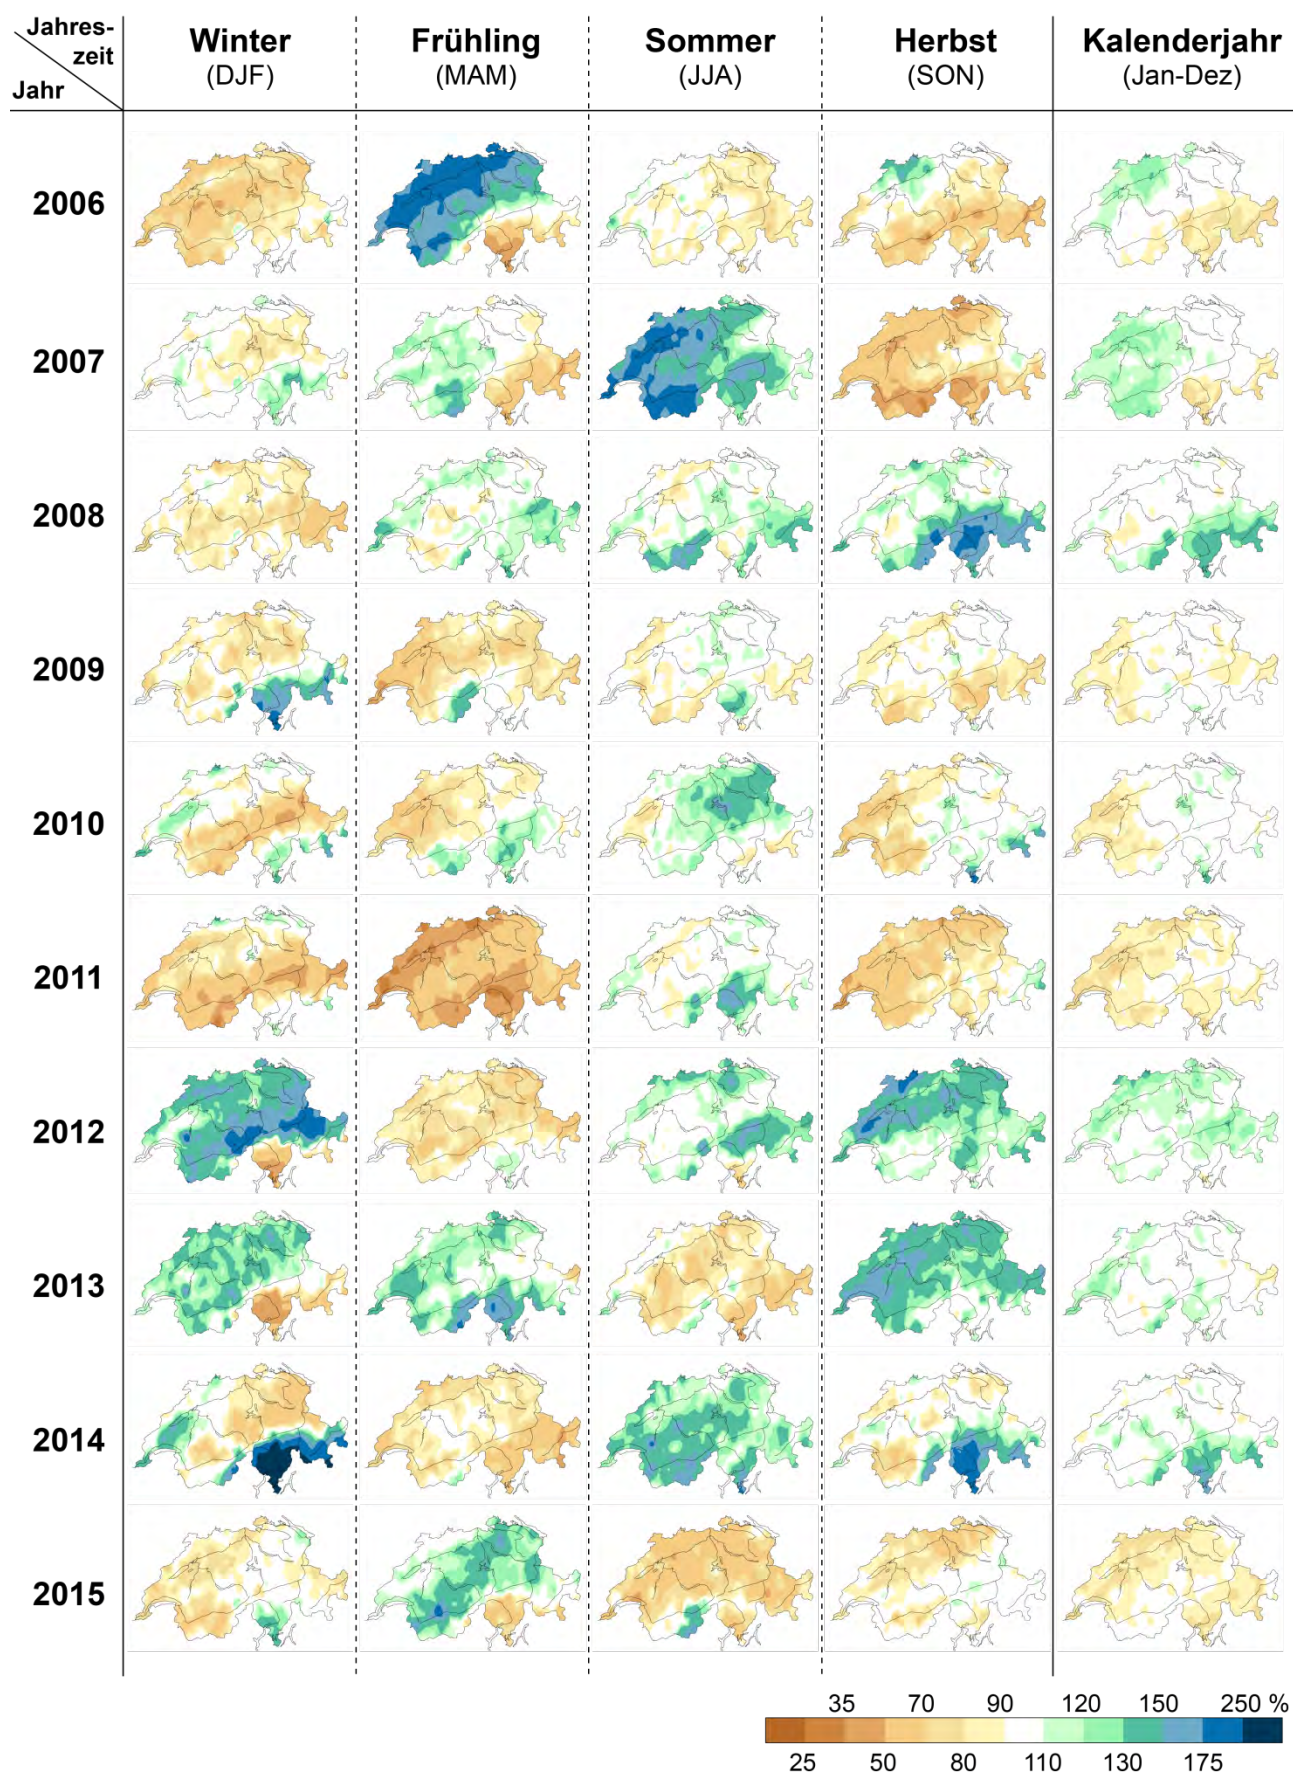 Jahres-
zeit
Jahr
Winter
(DJF)
Frühling
(MAM)
Sommer
(JJA)
Herbst
(SON)
Kalenderjahr
(Jan-Dez)
2006
2007
2008
2009
2010
2011
2012
2013
2014
2015
35 70 90 120 150 250 %
25 50 80 110 130 175